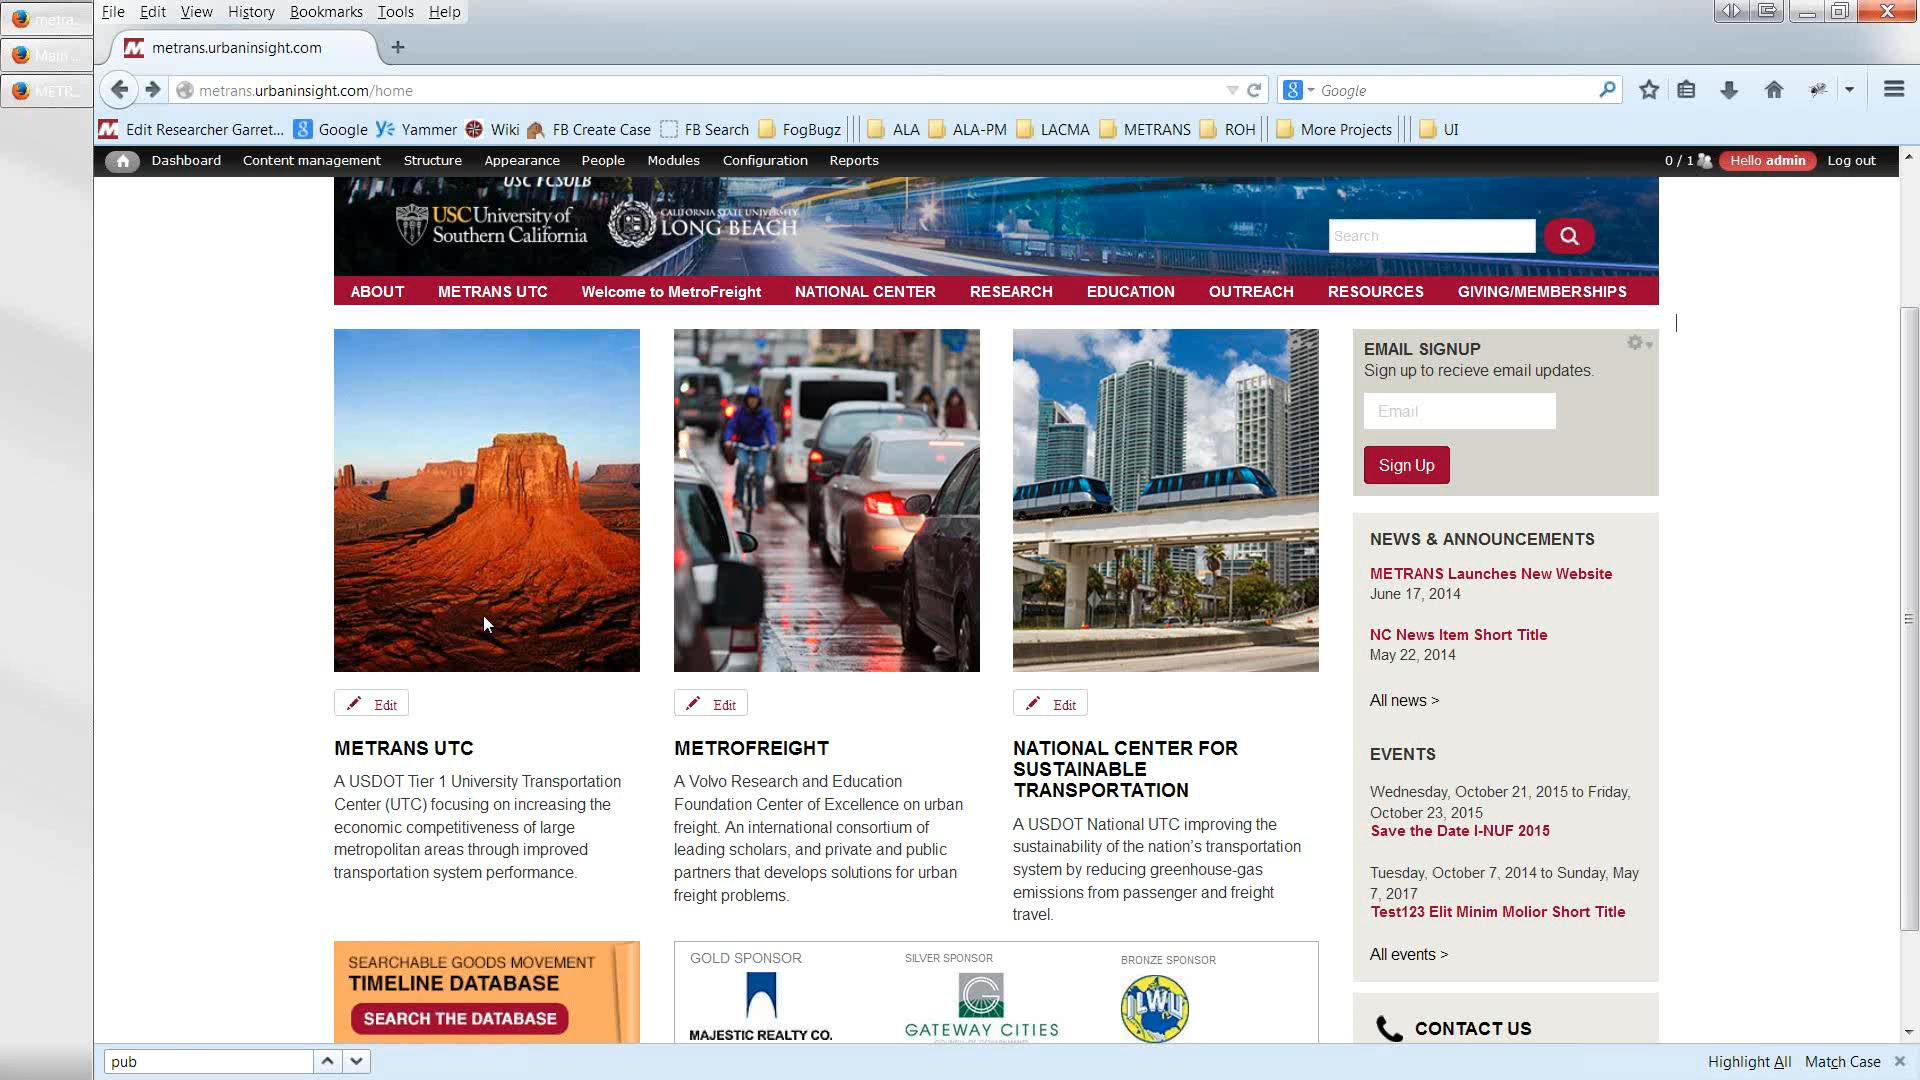 File Edit View History Bookmarks Tools Help
metra...
Main ...
METR...
metrans.urbaninsight.com
metrans.urbaninsight.com/home
Google
Edit Researcher Garret... Google Yammer Wiki FB Create Case FB Search FogBugz ALA ALA-PM LACMA METRANS ROH More Projects UI
Dashboard Content management Structure Appearance People Modules Configuration Reports
0 / 1 Hello admin Log out
USC University of
Southern California
CALIFORNIA STATE UNIVERSITY
LONG BEACH
Search
ABOUT METRANS UTC Welcome to MetroFreight NATIONAL CENTER RESEARCH EDUCATION OUTREACH RESOURCES GIVING/MEMBERSHIPS
Edit
METRANS UTC
A USDOT Tier 1 University Transportation
Center (UTC) focusing on increasing the
economic competitiveness of large
metropolitan areas through improved
transportation system performance.
Edit
METROFREIGHT
A Volvo Research and Education
Foundation Center of Excellence on urban
freight. An international consortium of
leading scholars, and private and public
partners that develops solutions for urban
freight problems.
Edit
NATIONAL CENTER FOR
SUSTAINABLE
TRANSPORTATION
A USDOT National UTC improving the
sustainability of the nation's transportation
system by reducing greenhouse-gas
emissions from passenger and freight
travel.
EMAIL SIGNUP
Sign up to recieve email updates.
Email
Sign Up
NEWS & ANNOUNCEMENTS
METRANS Launches New Website
June 17, 2014
NC News Item Short Title
May 22, 2014
All news >
EVENTS
Wednesday, October 21, 2015 to Friday,
October 23, 2015
Save the Date I-NUF 2015
Tuesday, October 7, 2014 to Sunday, May
7, 2017
Test123 Elit Minim Molior Short Title
All events >
CONTACT US
SEARCHABLE GOODS MOVEMENT
TIMELINE DATABASE
SEARCH THE DATABASE
GOLD SPONSOR
MAJESTIC REALTY CO.
SILVER SPONSOR
GATEWAY CITIES
BRONZE SPONSOR
ILWU
pub
Highlight All Match Case